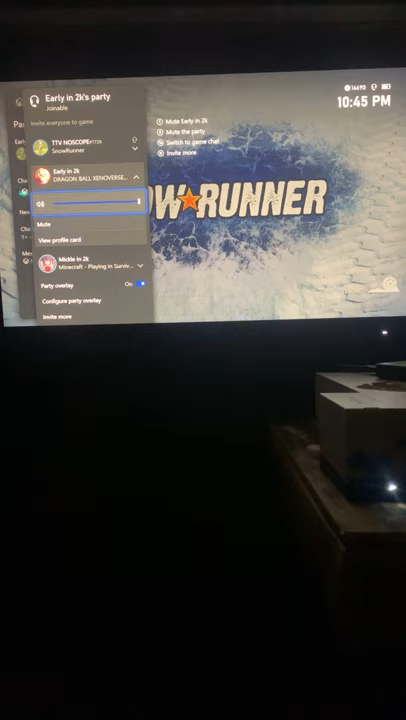 Early in 2k's party
Joinable
Invite everyone to game
TTV NOSCOPE
SnowRunner
Early in 2k
DRAGON BALL XENOVERSE...
Mute
View profile card
Mickle in 2k
Minecraft - Playing in Surviv...
Party overlay
On
Configure party overlay
Invite more
Mute Early in 2k
Mute the party
Switch to game chat
Invite more
14690
10:45 PM
OW RUNNER